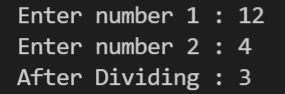 Enter number 1 : 12
Enter number 2 : 4
After Dividing : 3